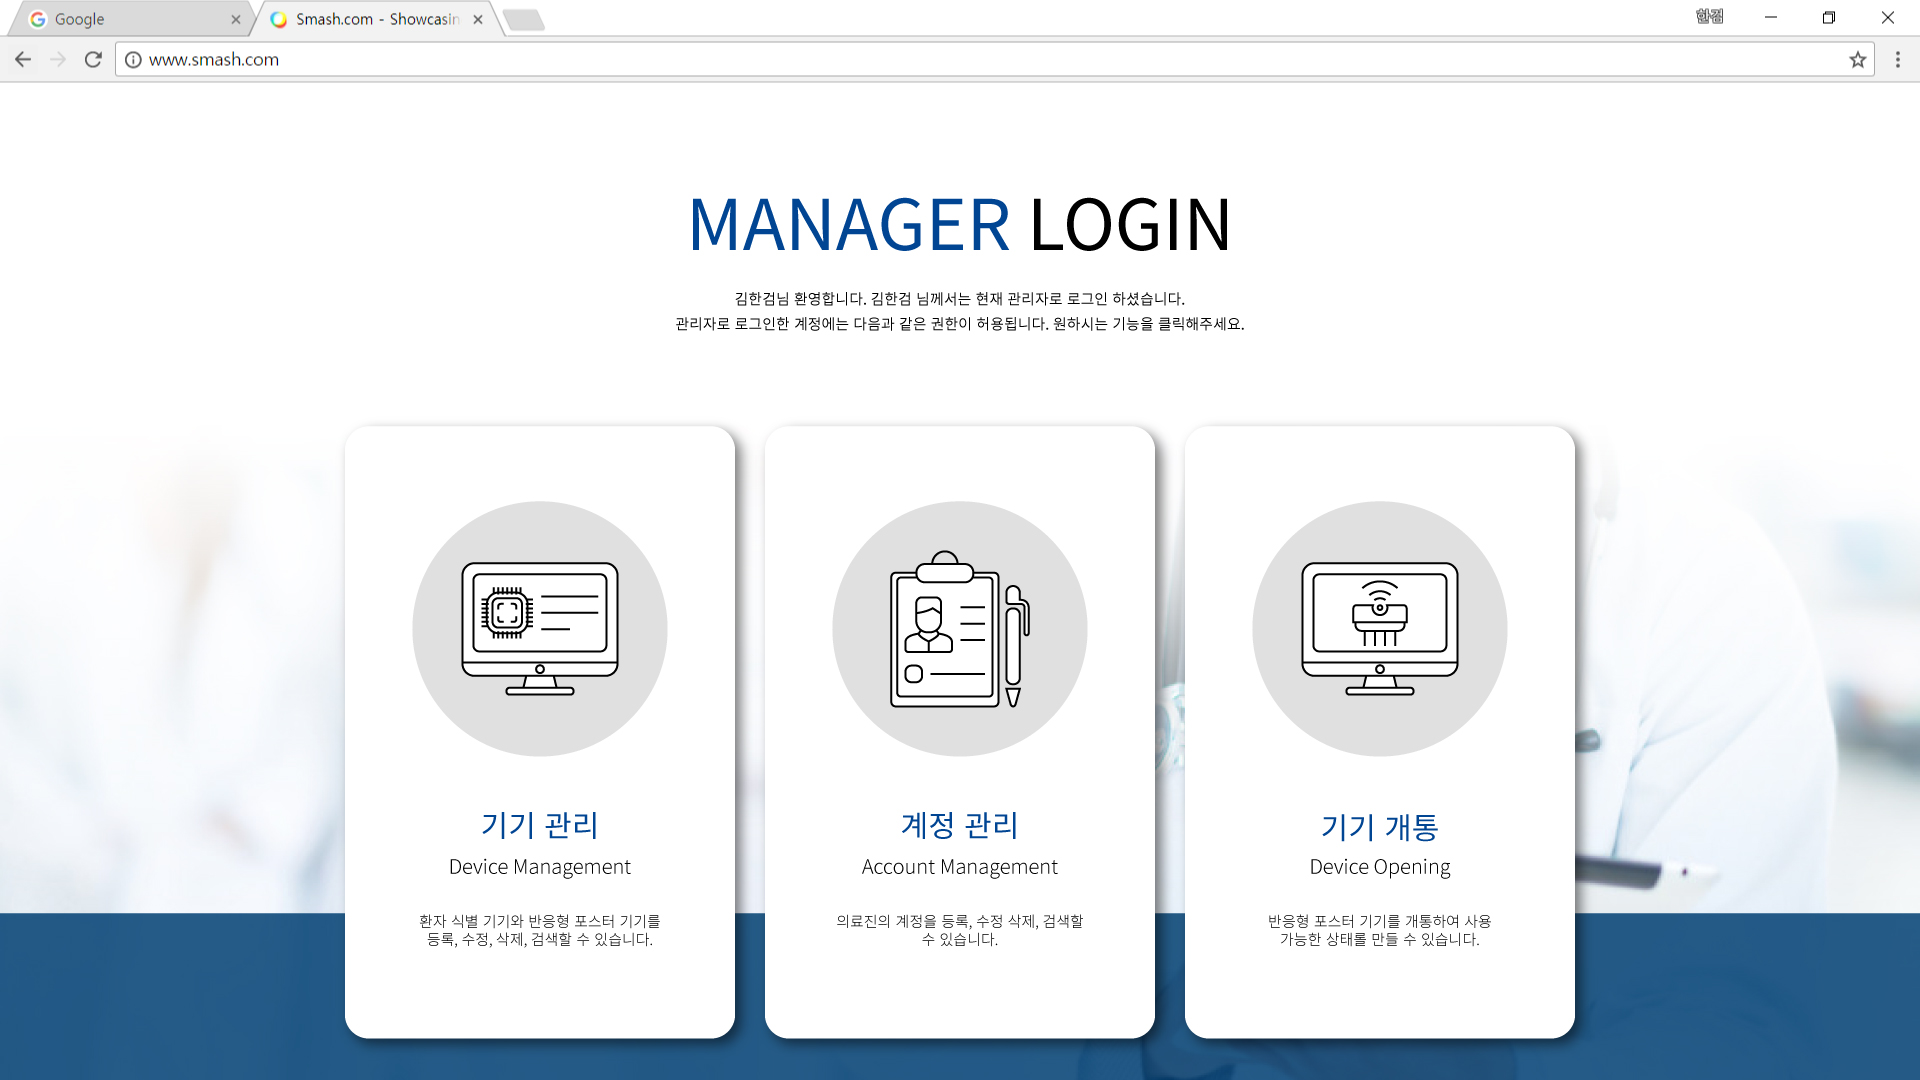 Google
Smash.com - Showcasin
한검
www.smash.com
MANAGER LOGIN
김한검님 환영합니다. 김한검 님께서는 현재 관리자로 로그인 하셨습니다.
관리자로 로그인한 계정에는 다음과 같은 권한이 허용됩니다. 원하시는 기능을 클릭해주세요.
기기 관리
Device Management
환자 식별 기기와 반응형 포스터 기기를
등록, 수정, 삭제, 검색할 수 있습니다.
계정 관리
Account Management
의료진의 계정을 등록, 수정 삭제, 검색할
수 있습니다.
기기 개통
Device Opening
반응형 포스터 기기를 개통하여 사용
가능한 상태롤 만들 수 있습니다.